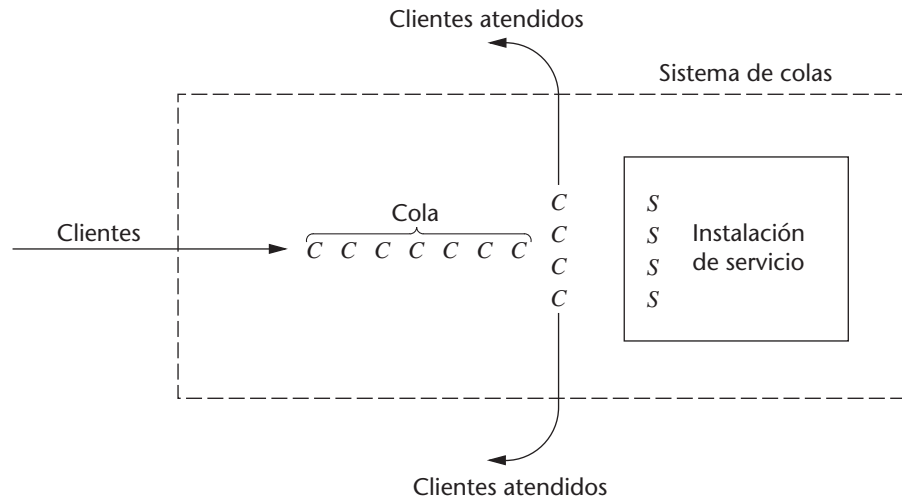 Clientes atendidos
Sistema de colas
Clientes
Cola
C C C C C C C
C
C
C
C
S
S
S
S
Instalación
de servicio
Clientes atendidos